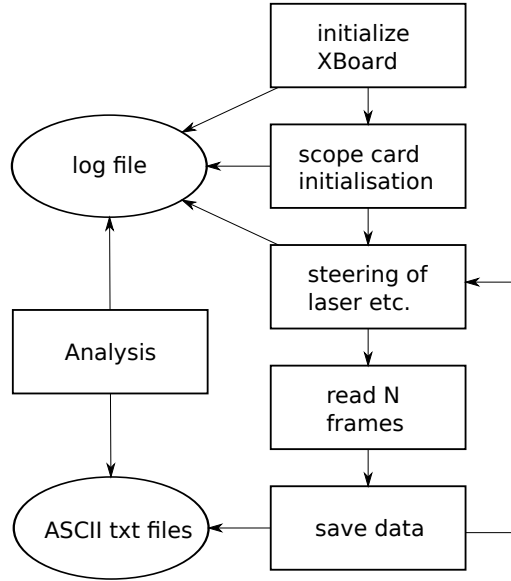 initialize
XBoard
log file
scope card
initialisation
steering of
laser etc.
Analysis
read N
frames
ASCII txt files
save data